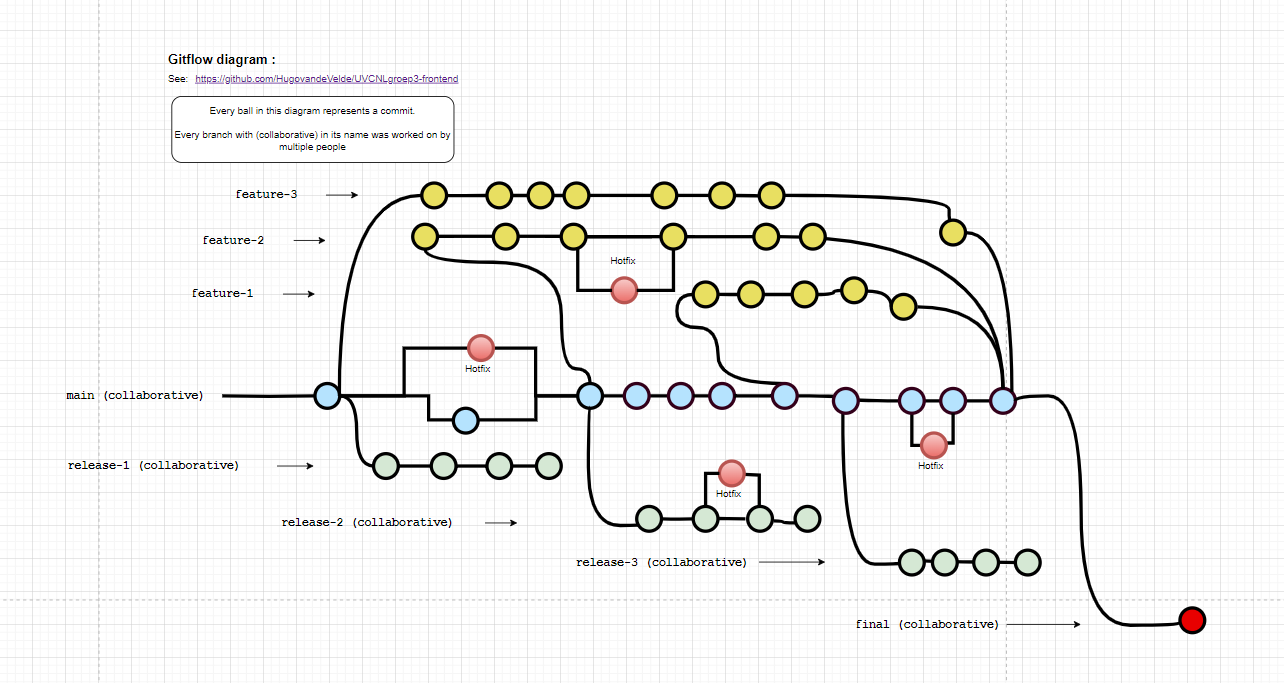 Gitflow diagram :
See: https://github.com/HugovandeVelde/UVCNLgroep3-frontend
Every ball in this diagram represents a commit.
Every branch with (collaborative) in its name was worked on by
multiple people
feature-3
feature-2
Hotfix
feature-1
Hotfix
main (collaborative)
release-1 (collaborative)
Hotfix
Hotfix
release-2 (collaborative)
release-3 (collaborative)
final (collaborative)